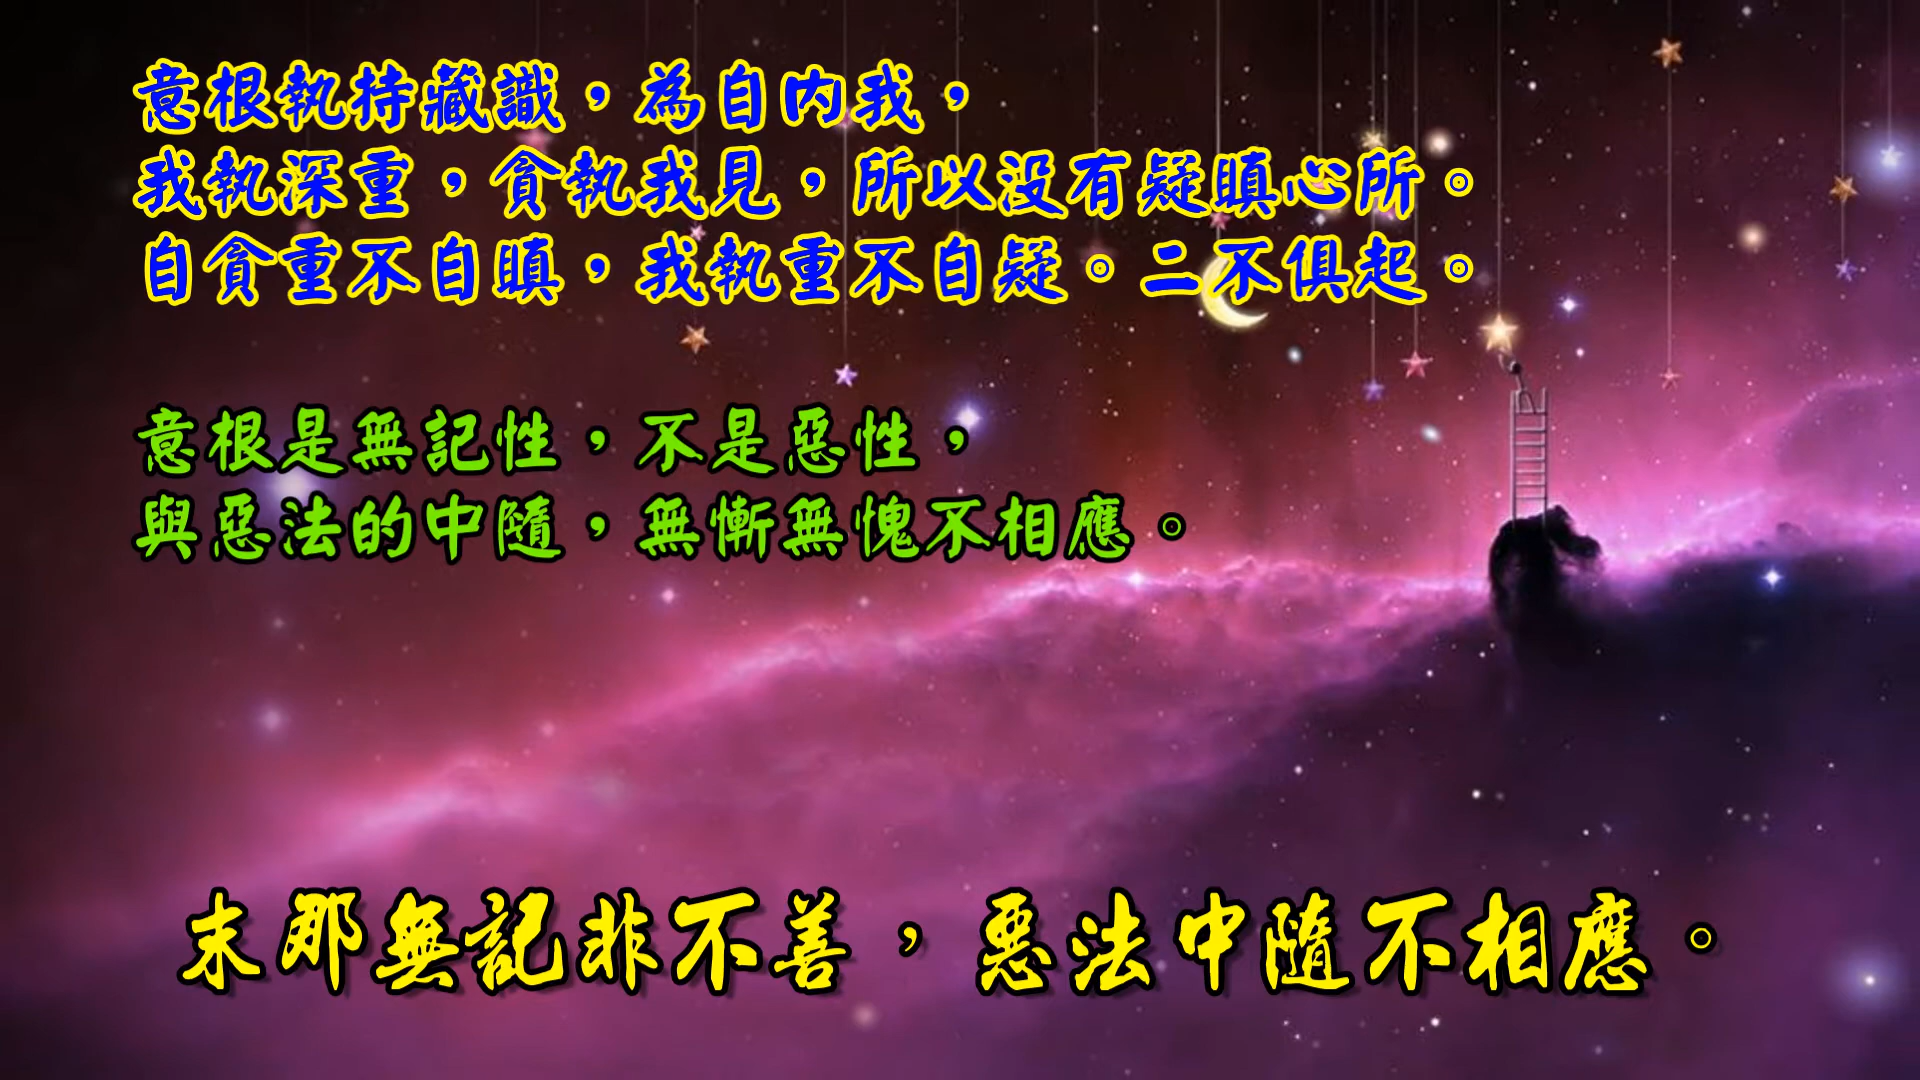 意根執持藏識，為自內我，
我執深重，貪執我見，所以没有疑瞋心所。
自貪重不自瞋，我執重不自疑。二不俱起。
意根是無記性，不是惡性，
與惡法的中隨，無慚無愧不相應。
末那無記非不善，惡法中隨不相應。